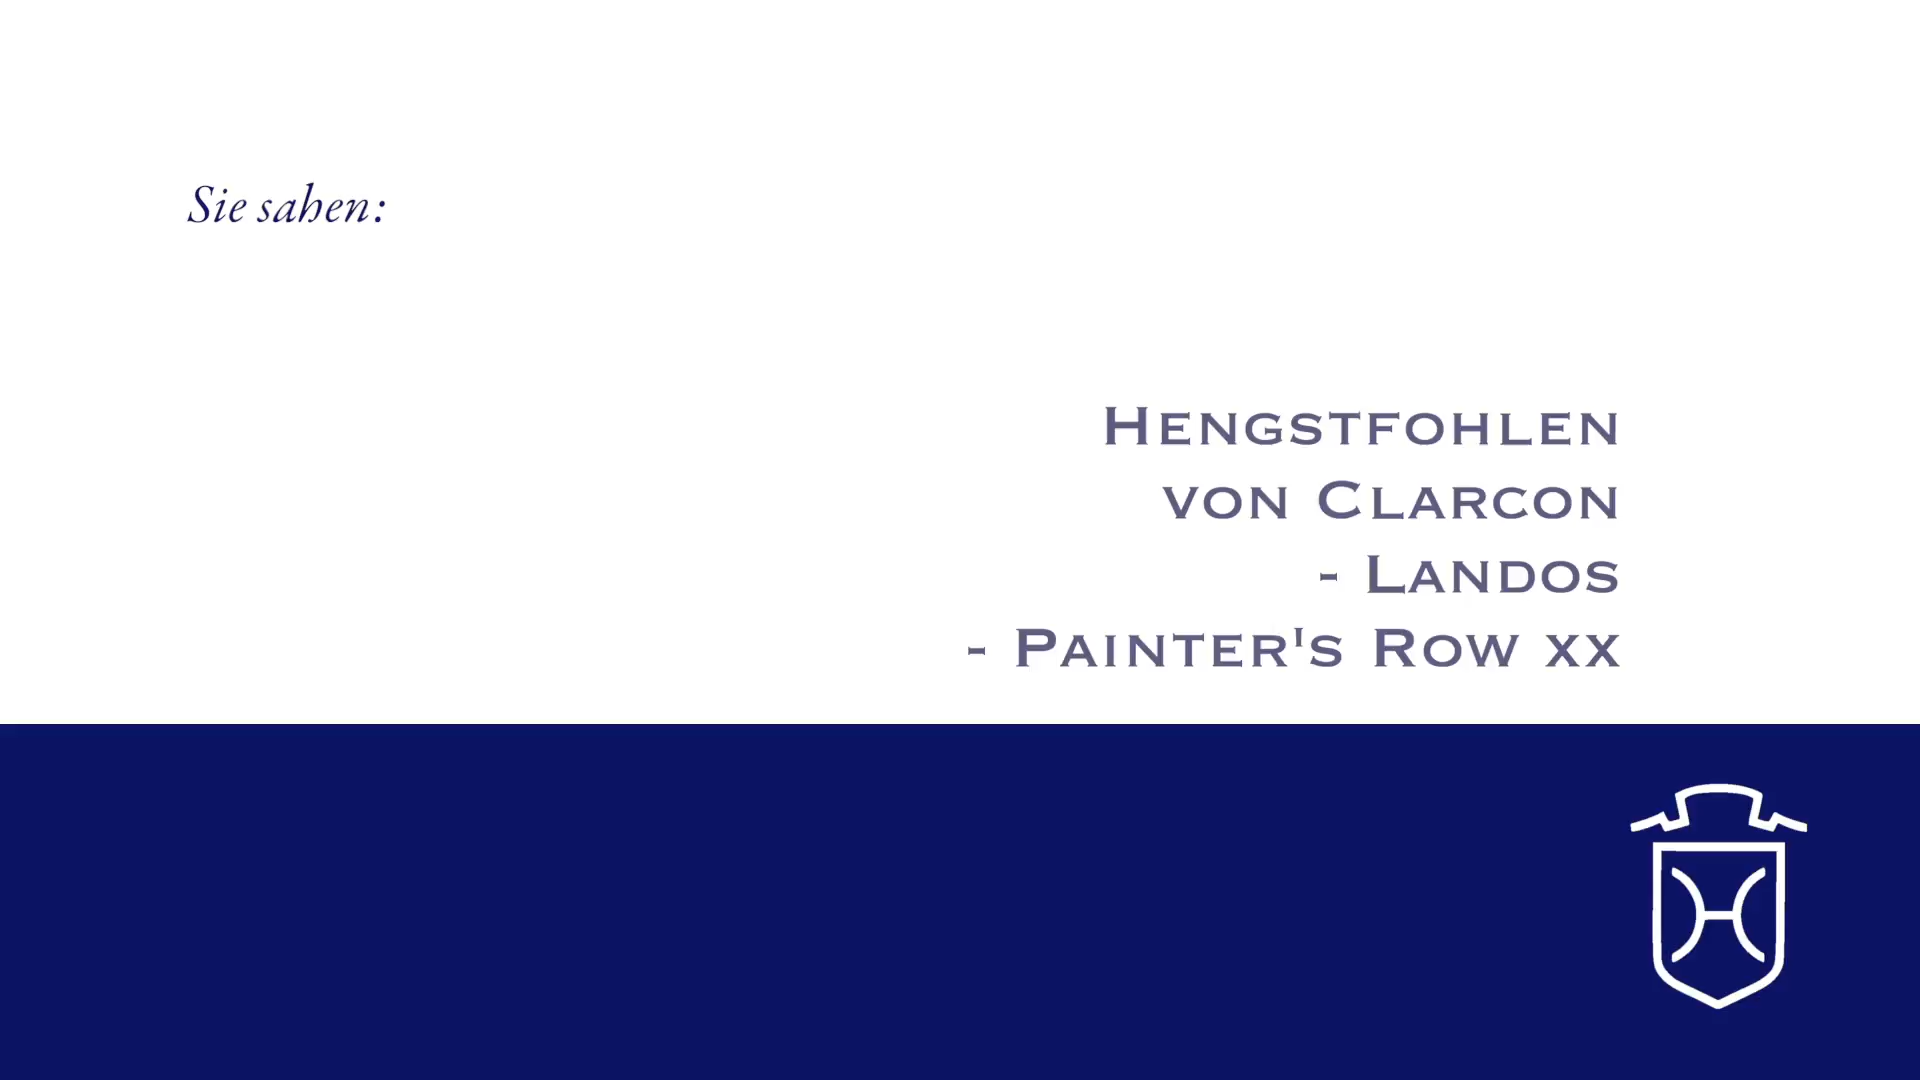 Sie sahen:
Hengstfohlen
von Clarcon
- Landos
- Painter's Row xx